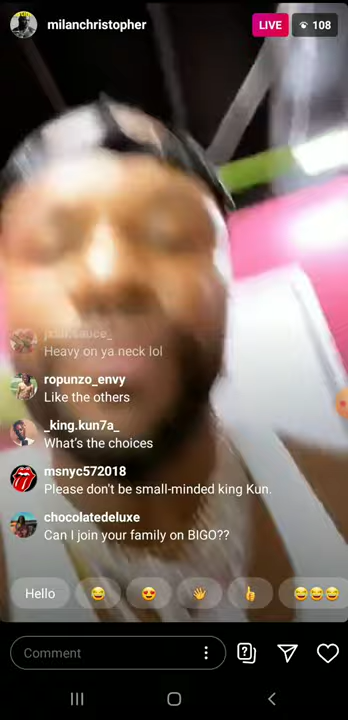 milanchristopher
LIVE
108
Heavy on ya neck lol
ropunzo_envy
Like the others
_king.kun7a_
What's the choices
msnyc572018
Please don't be small-minded king Kun.
chocolatedeluxe
Can I join your family on BIGO??
Hello
Comment